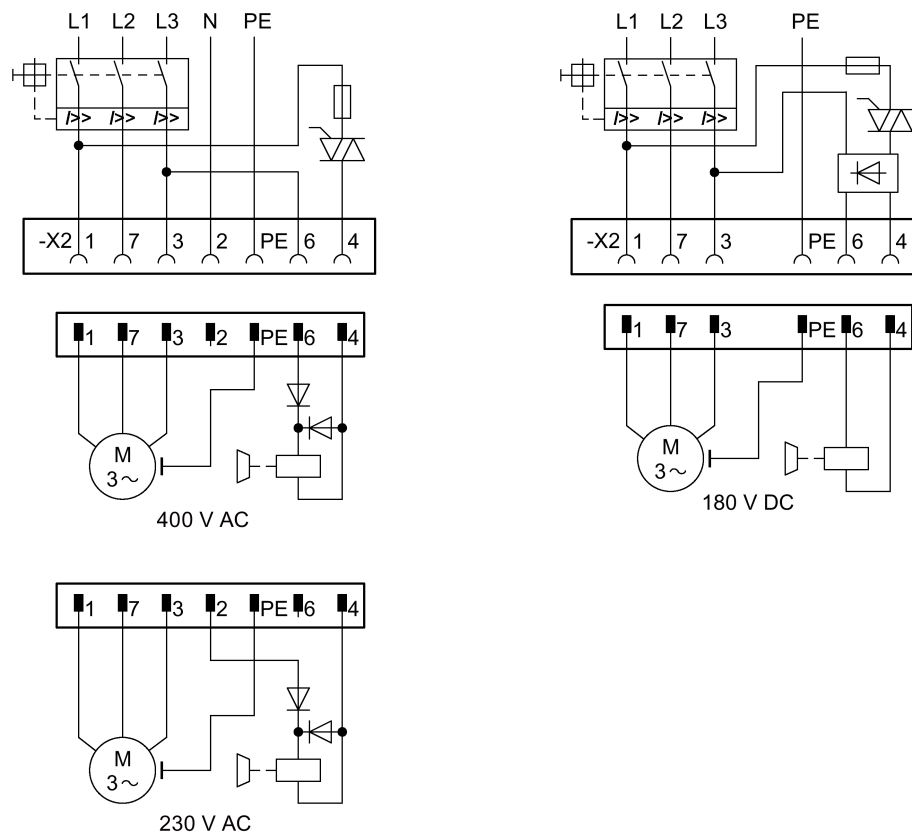 L1 L2 L3 N PE
I>> I>> I>>
-X2 1 7 3 2 PE 6 4
1 7 3 2 PE 6 4
M
3~
400 V AC
L1 L2 L3 PE
I>> I>> I>>
-X2 1 7 3 PE 6 4
1 7 3 PE 6 4
M
3~
180 V DC
1 7 3 2 PE 6 4
M
3~
230 V AC